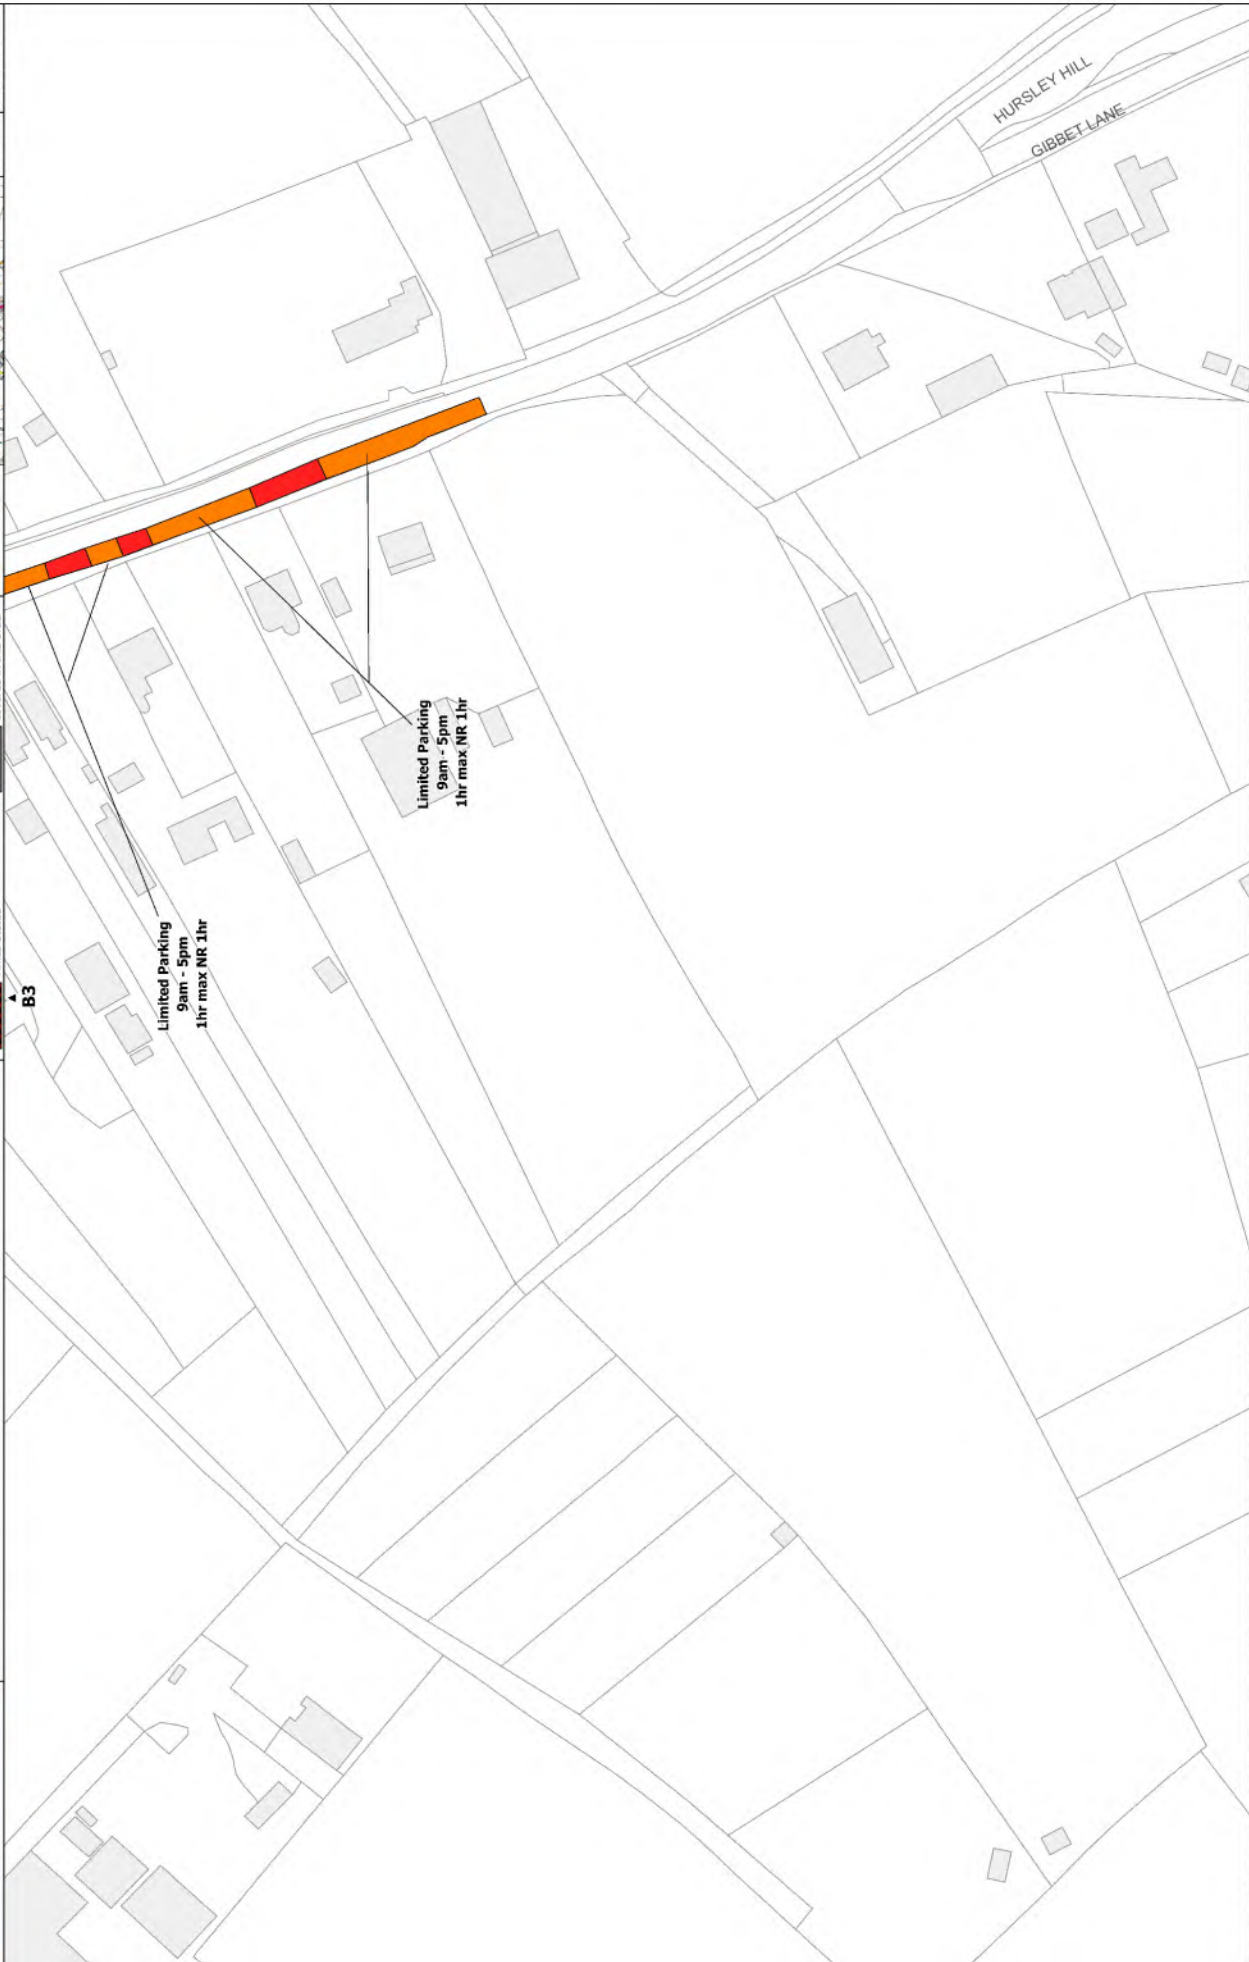 HURSLEY HILL
GIBBET LANE
Limited Parking
9am - 5pm
1hr max NR 1hr
Limited Parking
9am - 5pm
1hr max NR 1hr
B3